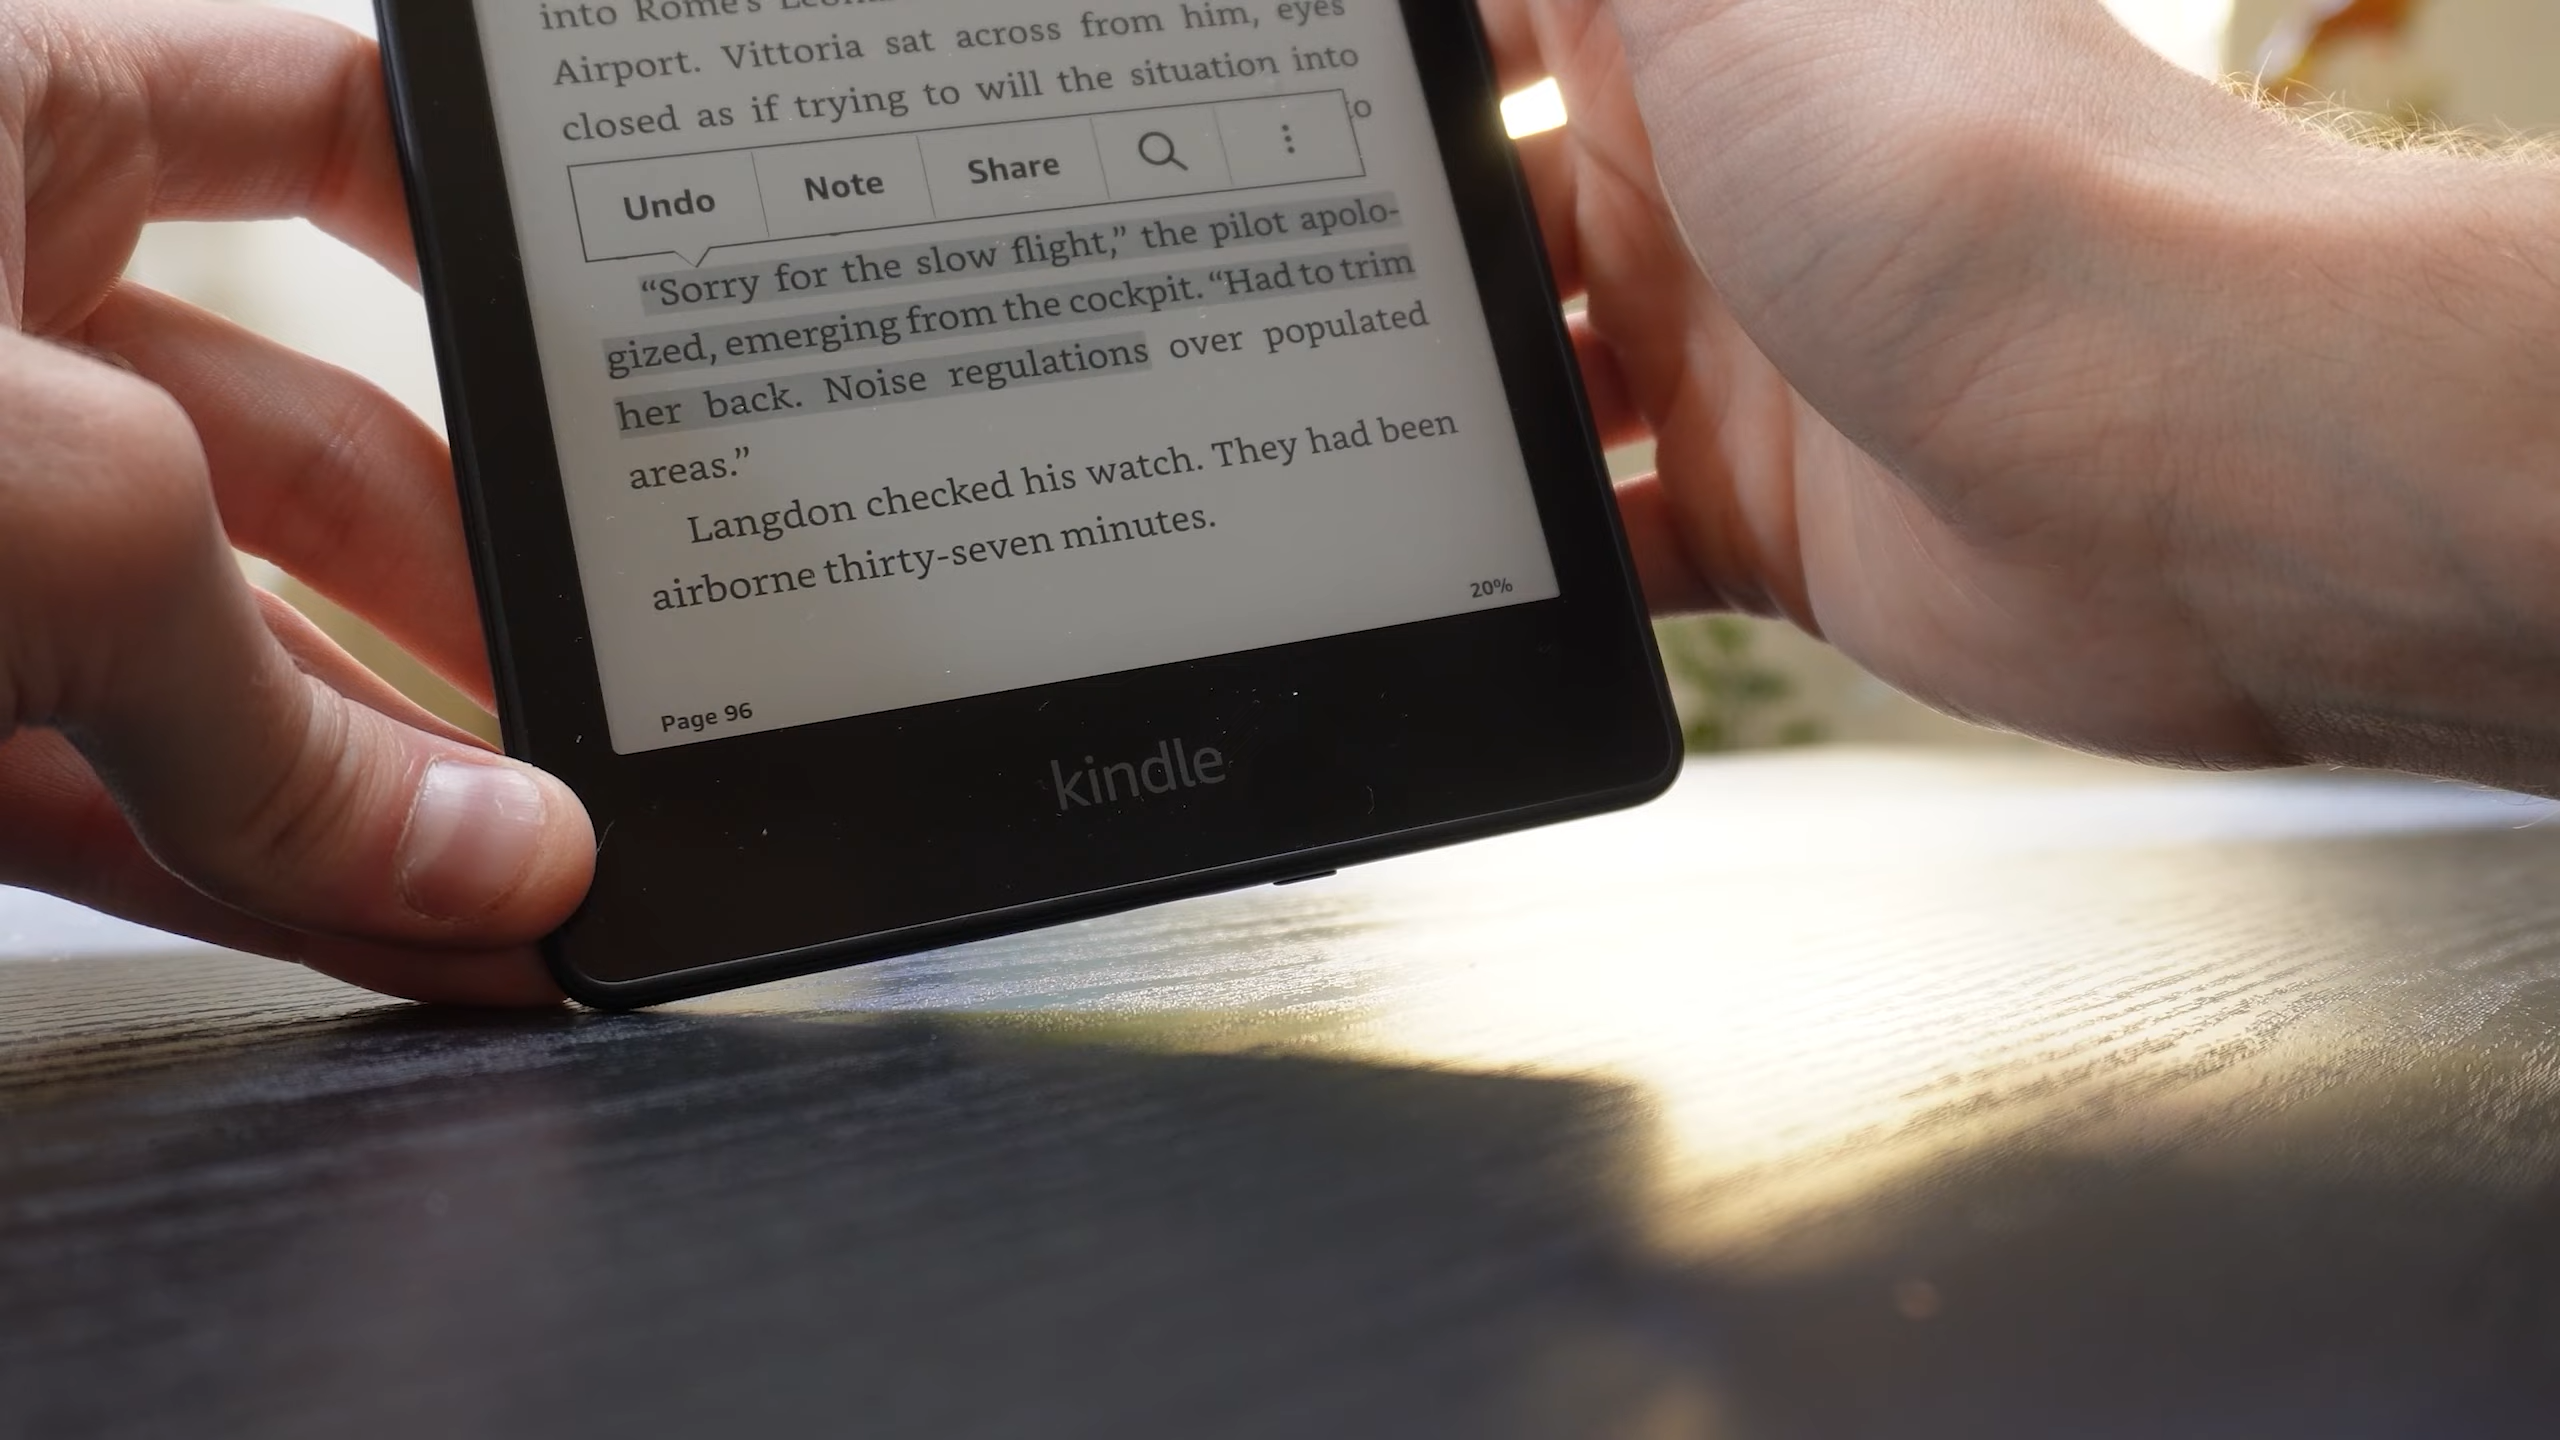 into Rome's
Airport. Vittoria sat across from him, eyes
closed as if trying to will the situation into
to
Undo Note Share
“Sorry for the slow flight,” the pilot apolo-
gized, emerging from the cockpit. “Had to trim
her back. Noise regulations over populated
areas.”
Langdon checked his watch. They had been
airborne thirty-seven minutes.
Page 96 20%
kindle